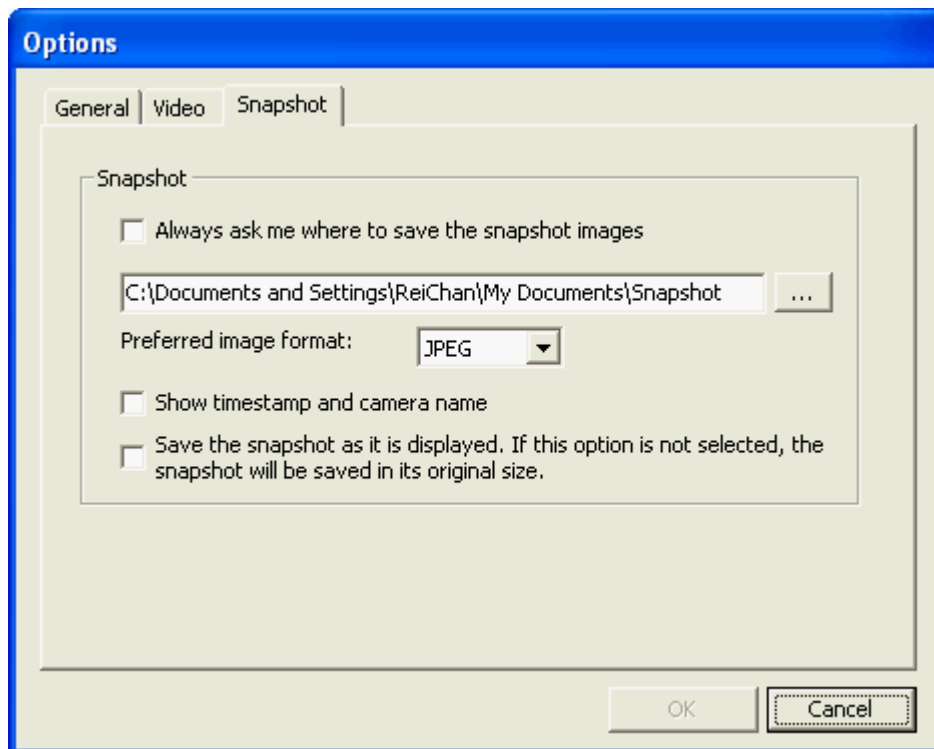 Options
General
Video
Snapshot
Snapshot
Always ask me where to save the snapshot images
C:\Documents and Settings\ReiChan\My Documents\Snapshot
...
Preferred image format:
JPEG
Show timestamp and camera name
Save the snapshot as it is displayed. If this option is not selected, the
snapshot will be saved in its original size.
OK
Cancel